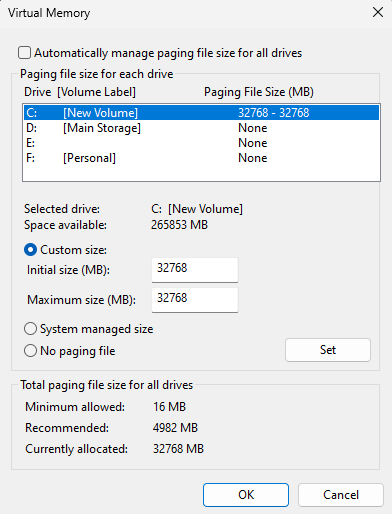 Virtual Memory
Automatically manage paging file size for all drives
Paging file size for each drive
Drive [Volume Label] Paging File Size (MB)
C: [New Volume] 32768 - 32768
D: [Main Storage] None
E: None
F: [Personal] None
Selected drive: C: [New Volume]
Space available: 265853 MB
Custom size:
Initial size (MB): 32768
Maximum size (MB): 32768
System managed size
No paging file Set
Total paging file size for all drives
Minimum allowed: 16 MB
Recommended: 4982 MB
Currently allocated: 32768 MB
OK Cancel